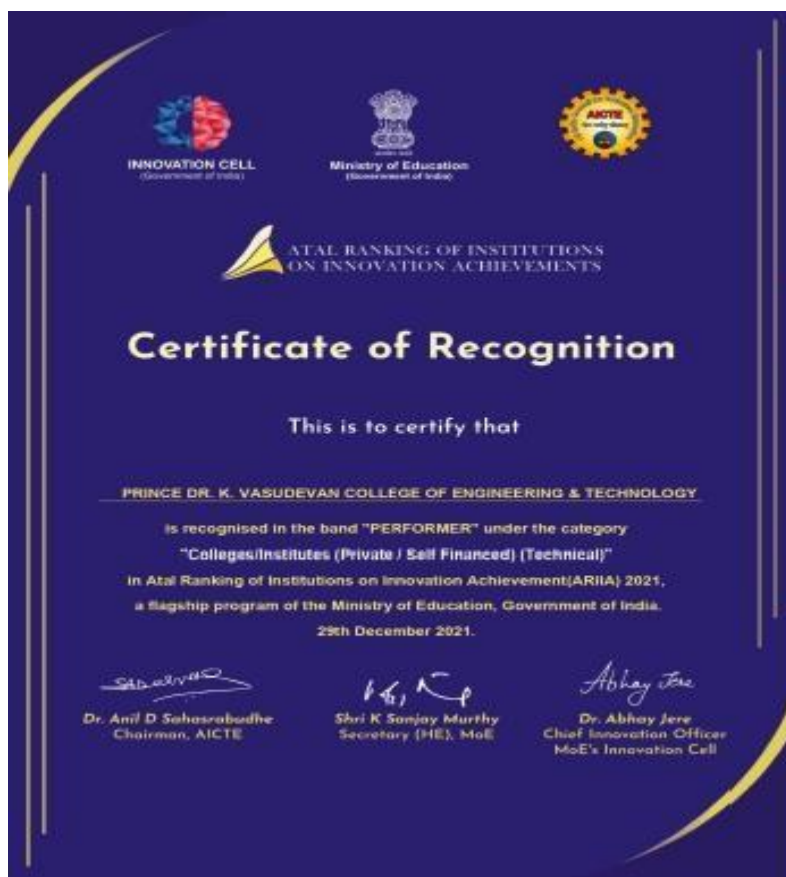 INNOVATION CELL
(Government of India)
Ministry of Education
(Government of India)
AICTE
ATAL RANKING OF INSTITUTIONS
ON INNOVATION ACHIEVEMENTS
Certificate of Recognition
This is to certify that
PRINCE DR. K. VASUDEVAN COLLEGE OF ENGINEERING & TECHNOLOGY
is recognised in the band "PERFORMER" under the category
"Colleges/Institutes (Private / Self Financed) (Technical)"
in Atal Ranking of Institutions on Innovation Achievement(ARIIA) 2021,
a flagship program of the Ministry of Education, Government of India.
29th December 2021.
Abhay Jere
Dr. Anil D Sahasrabudhe
Chairman, AICTE
Shri K Sanjay Murthy
Secretary (HE), MoE
Dr. Abhay Jere
Chief Innovation Officer
MoE's Innovation Cell